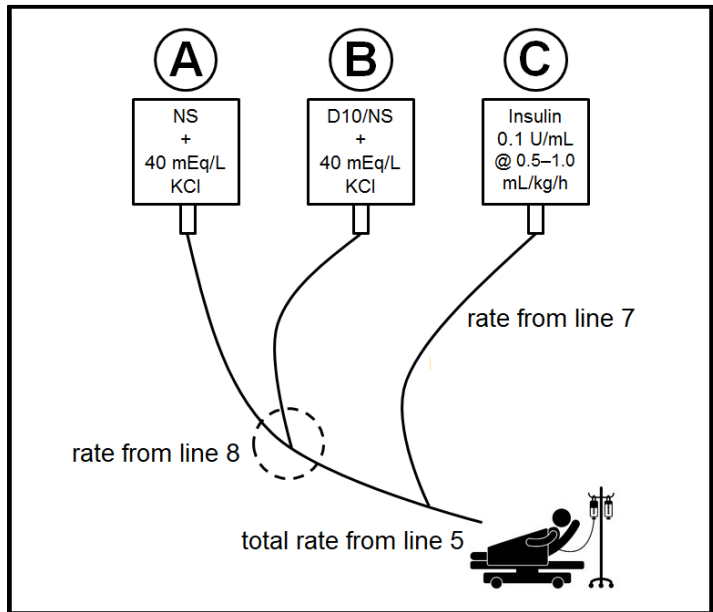 A
B
C
NS
+
40 mEq/L
KCl
D10/NS
+
40 mEq/L
KCl
Insulin
0.1 U/mL
@ 0.5–1.0
mL/kg/h
rate from line 7
rate from line 8
total rate from line 5